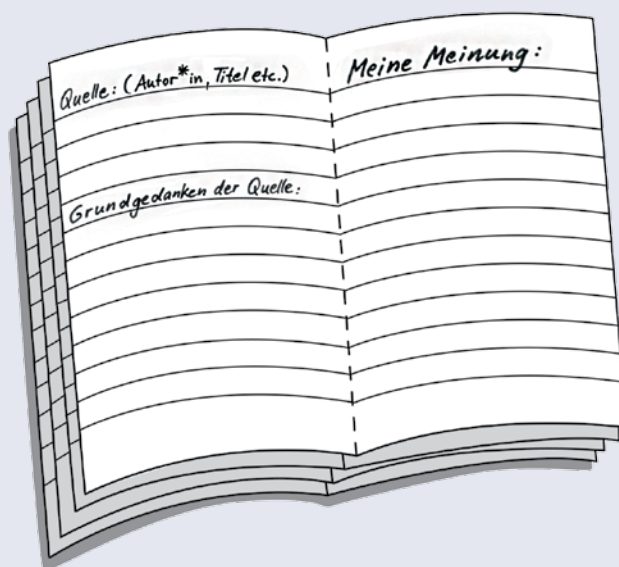 Quelle: (Autor*in, Titel etc.)
Grundgedanken der Quelle:
Meine Meinung: